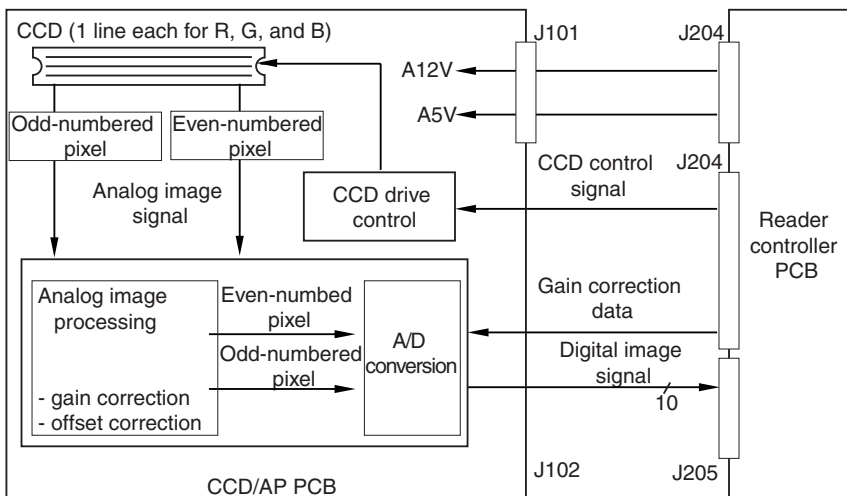 CCD (1 line each for R, G, and B)
J101
J204
A12V
A5V
Odd-numbered
pixel
Even-numbered
pixel
Analog image
signal
CCD drive
control
CCD control
signal
J204
Reader
controller
PCB
Analog image
processing
- gain correction
- offset correction
Even-numbed
pixel
Odd-numbered
pixel
A/D
conversion
Gain correction
data
Digital image
signal
10
J102
J205
CCD/AP PCB